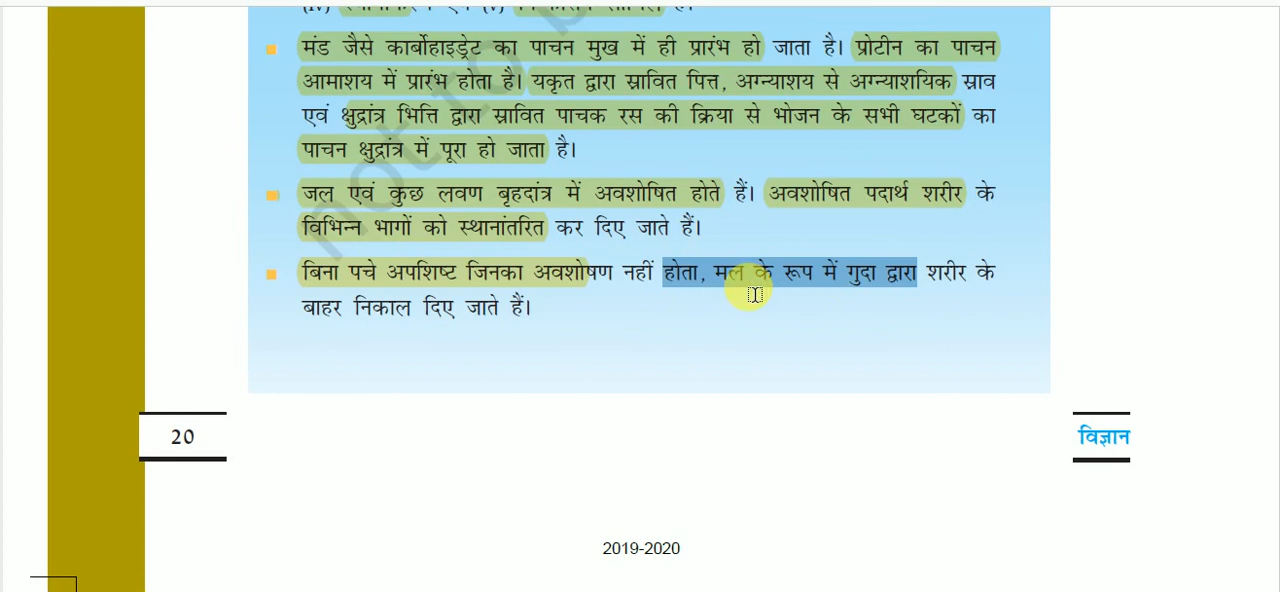 मंड जैसे कार्बोहाइड्रेट का पाचन मुख में ही प्रारंभ हो जाता है। प्रोटीन का पाचन
आमाशय में प्रारंभ होता है। यकृत द्वारा स्रावित पित्त, अग्न्याशय से अग्न्याशयिक स्राव
एवं क्षुद्रांत्र भित्ति द्वारा स्रावित पाचक रस की क्रिया से भोजन के सभी घटकों का
पाचन क्षुद्रांत्र में पूरा हो जाता है।
जल एवं कुछ लवण बृहदांत्र में अवशोषित होते हैं। अवशोषित पदार्थ शरीर के
विभिन्न भागों को स्थानांतरित कर दिए जाते हैं।
बिना पचे अपशिष्ट जिनका अवशोषण नहीं होता, मल के रूप में गुदा द्वारा शरीर के
बाहर निकाल दिए जाते हैं।
not to b
20
विज्ञान
2019-2020